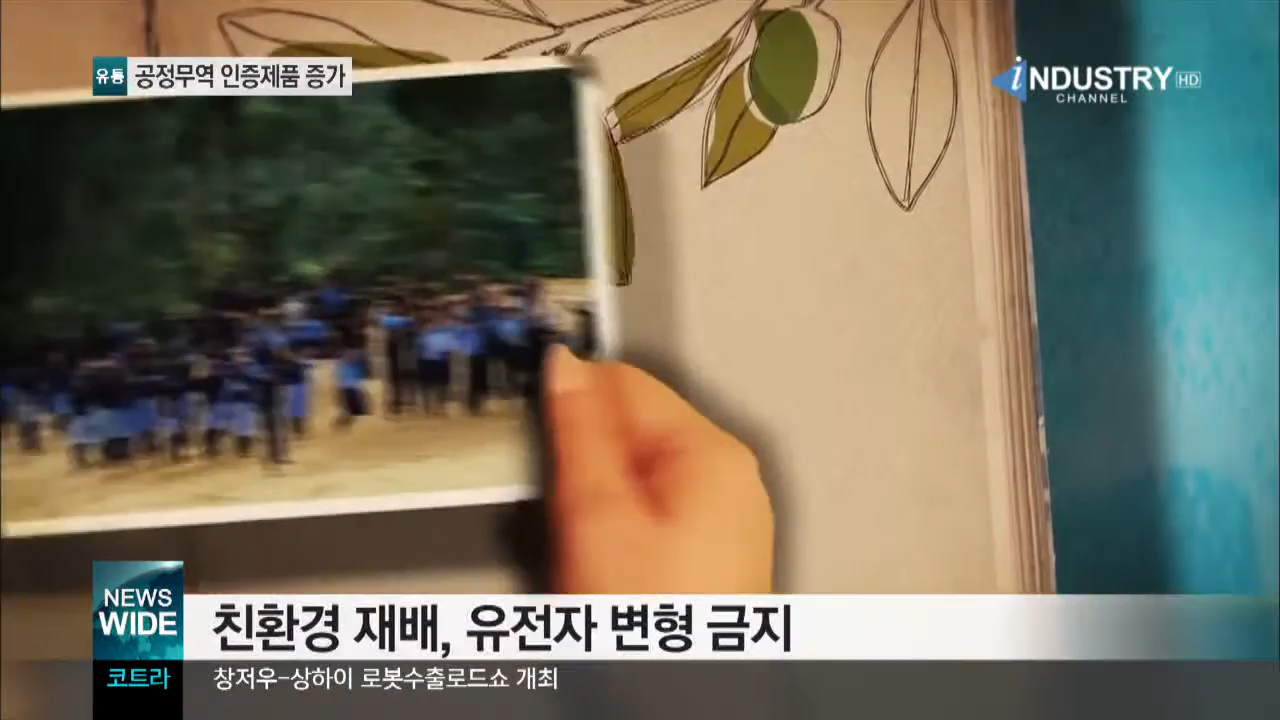 유통 공정무역 인증제품 증가
iNDUSTRY HD
CHANNEL
NEWS
WIDE
친환경 재배, 유전자 변형 금지
코트라 창저우-상하이 로봇수출로드쇼 개최